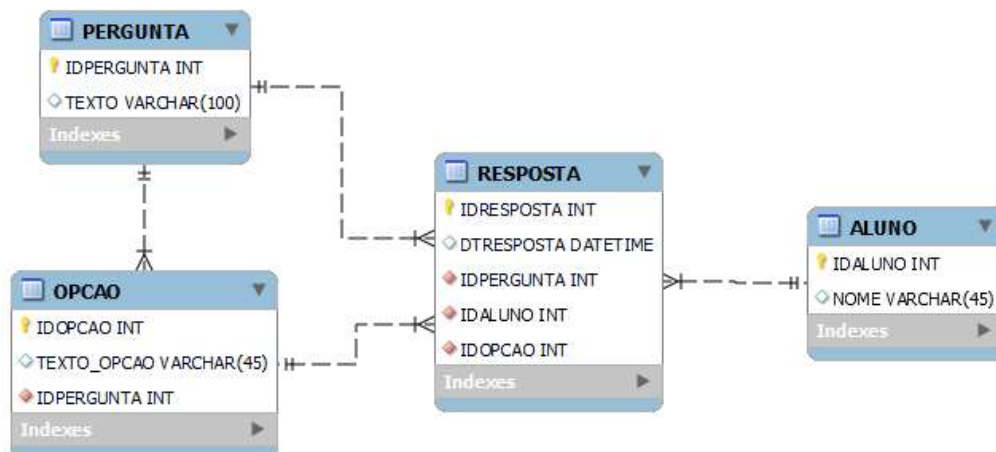 PERGUNTA
IDPERGUNTA INT
TEXTO VARCHAR(100)
Indexes
OPCAO
IDOPCAO INT
TEXTO_OPCAO VARCHAR(45)
IDPERGUNTA INT
Indexes
RESPOSTA
IDRESPOSTA INT
DTRESPOSTA DATETIME
IDPERGUNTA INT
IDALUNO INT
IDOPCAO INT
Indexes
ALUNO
IDALUNO INT
NOME VARCHAR(45)
Indexes